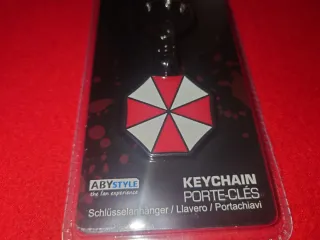 ABYSTYLE
the fan experience
KEYCHAIN
PORTE-CLÉS
Schlüsselanhänger / Llavero / Portachiavi